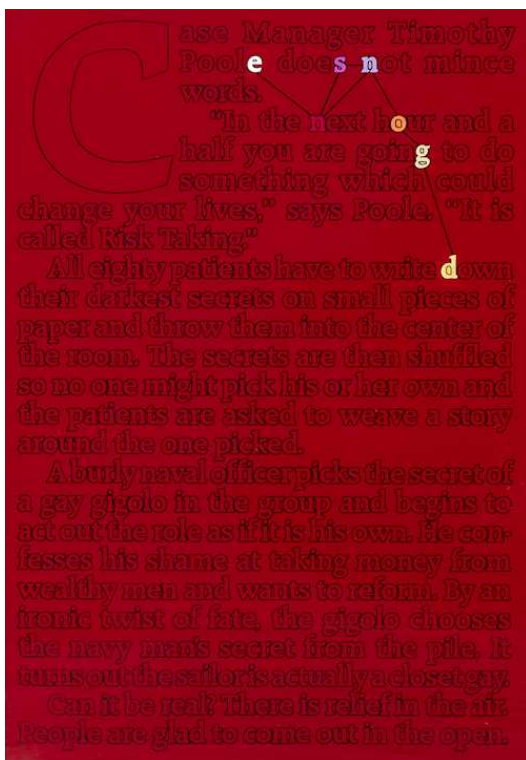 Case Manager Timothy
Poole does not mince
words.
"In the next hour and a
half you are going to do
something which could
change your lives," says Poole. "It is
called Risk Taking."
All eighty patients have to write down
their darkest secrets on small pieces of
paper and throw them into the center of
the room. The secrets are then shuffled
so no one might pick his or her own and
the patients are asked to weave a story
around the one picked.
A burly naval officer picks the secret of
a gay gigolo in the group and begins to
act out the role as if it is his own. He con-
fesses his shame at taking money from
wealthy men and wants to reform. By an
ironic twist of fate, the gigolo chooses
the navy man's secret from the pile. It
turns out the sailor is actually a closet gay.
Can it be real? There is relief in the air.
People are glad to come out in the open.